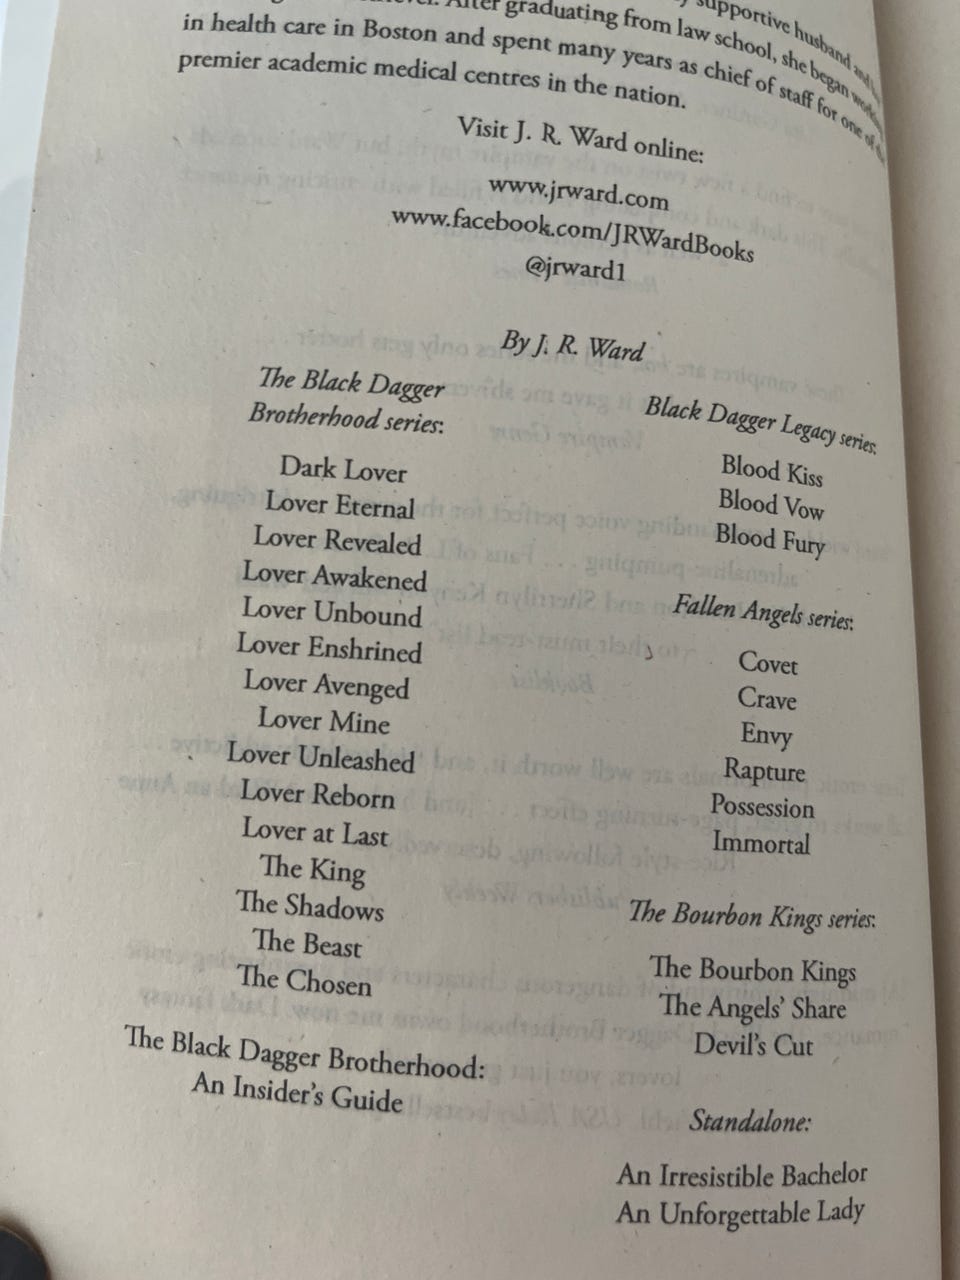 supportive husband and
After graduating from law school, she began working
in health care in Boston and spent many years as chief of staff for one of the
premier academic medical centres in the nation.
Visit J. R. Ward online:
www.jrward.com
www.facebook.com/JRWardBooks
@jrward1
By J. R. Ward
The Black Dagger
Brotherhood series:
Dark Lover
Lover Eternal
Lover Revealed
Lover Awakened
Lover Unbound
Lover Enshrined
Lover Avenged
Lover Mine
Lover Unleashed
Lover Reborn
Lover at Last
The King
The Shadows
The Beast
The Chosen
The Black Dagger Brotherhood:
An Insider's Guide
Black Dagger Legacy series:
Blood Kiss
Blood Vow
Blood Fury
Fallen Angels series:
Covet
Crave
Envy
Rapture
Possession
Immortal
The Bourbon Kings series:
The Bourbon Kings
The Angels' Share
Devil's Cut
Standalone:
An Irresistible Bachelor
An Unforgettable Lady